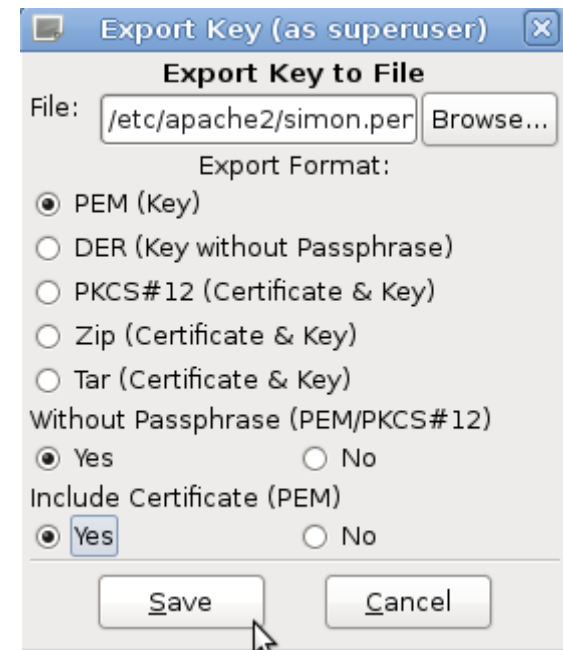 Export Key (as superuser)
Export Key to File
File: /etc/apache2/simon.per Browse...
Export Format:
PEM (Key)
DER (Key without Passphrase)
PKCS#12 (Certificate & Key)
Zip (Certificate & Key)
Tar (Certificate & Key)
Without Passphrase (PEM/PKCS#12)
Yes No
Include Certificate (PEM)
Yes No
Save Cancel